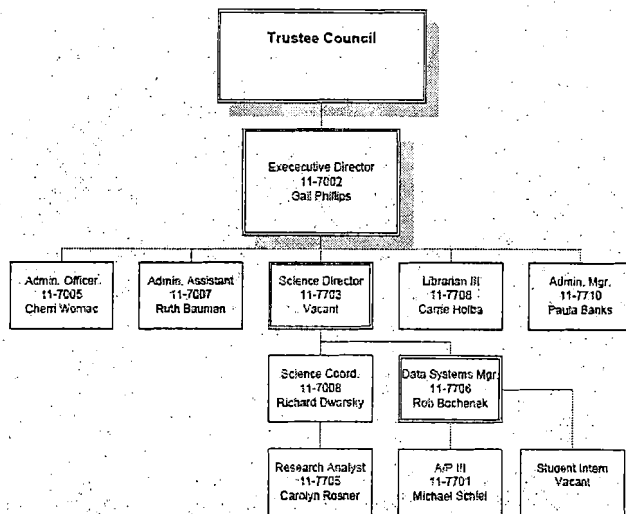 Trustee Council
Exececutive Director
11-7002
Gail Phillips
Admin. Officer
11-7005
Cherri Womac
Admin. Assistant
11-7007
Ruth Bauman
Science Director
11-7703
Vacant
Librarian III
11-7708
Carrie Holba
Admin. Mgr.
11-7710
Paula Banks
Science Coord.
11-7008
Richard Dworsky
Data Systems Mgr.
11-7706
Rob Bochenek
Research Analyst
11-7705
Carolyn Rosner
A/P III
11-7701
Michael Schlei
Student Intern
Vacant